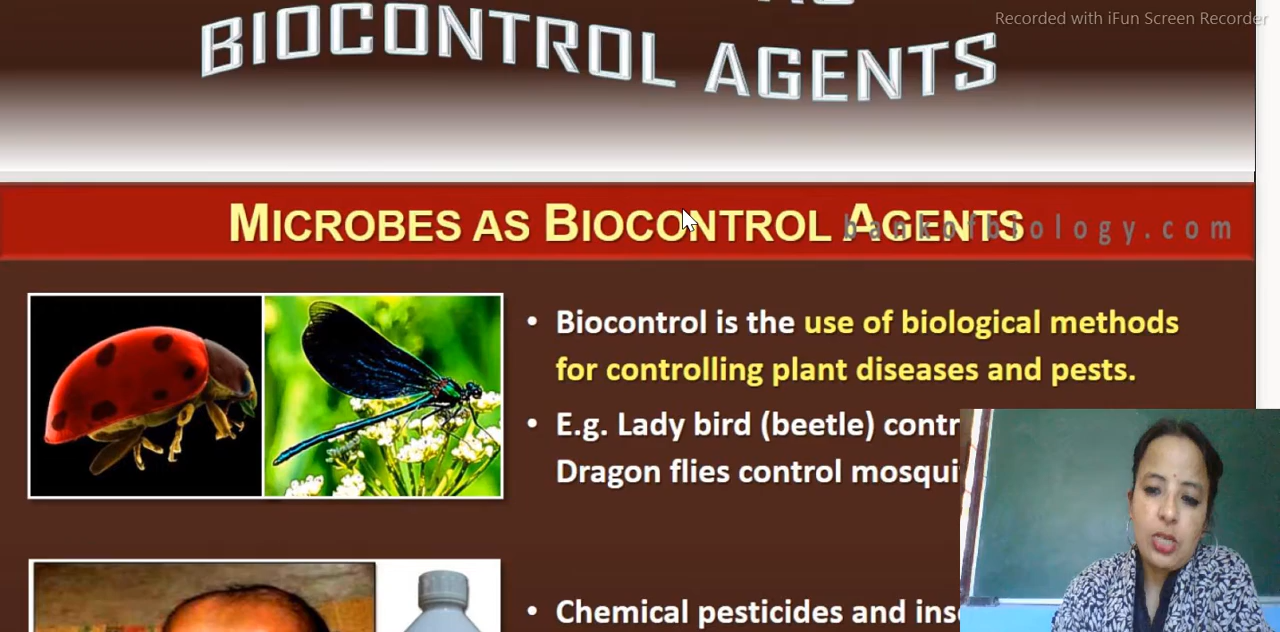 Recorded with iFun Screen Recorder
BIOCONTROL AGENTS
MICROBES AS BIOCONTROL AGENTS
bankofbiology.com
• Biocontrol is the use of biological methods
for controlling plant diseases and pests.
• E.g. Lady bird (beetle) contr
Dragon flies control mosqui
• Chemical pesticides and ins